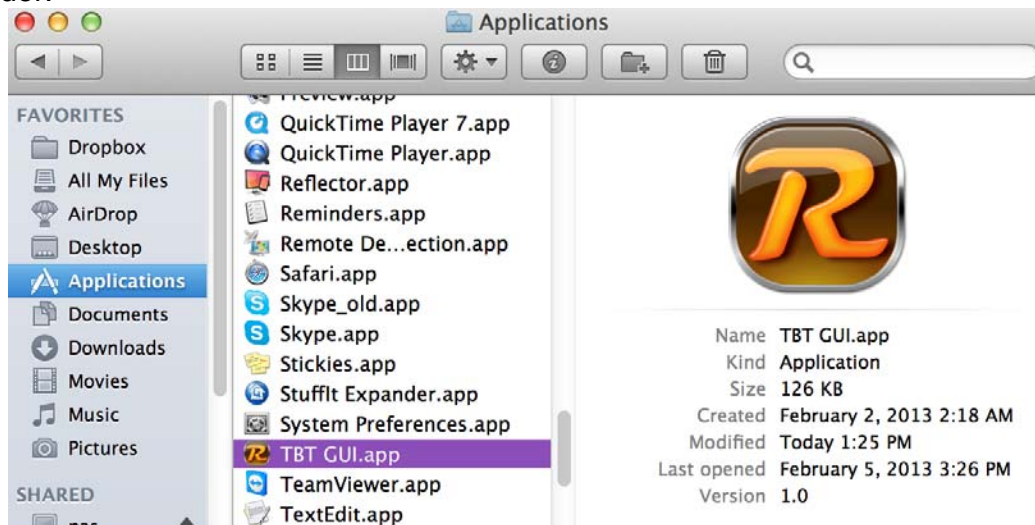 Applications
FAVORITES
Dropbox
All My Files
AirDrop
Desktop
Applications
Documents
Downloads
Movies
Music
Pictures
SHARED
Preview.app
QuickTime Player 7.app
QuickTime Player.app
Reflector.app
Reminders.app
Remote De...ection.app
Safari.app
Skype_old.app
Skype.app
Stickies.app
StuffIt Expander.app
System Preferences.app
TBT GUI.app
TeamViewer.app
TextEdit.app
R
Name TBT GUI.app
Kind Application
Size 126 KB
Created February 2, 2013 2:18 AM
Modified Today 1:25 PM
Last opened February 5, 2013 3:26 PM
Version 1.0